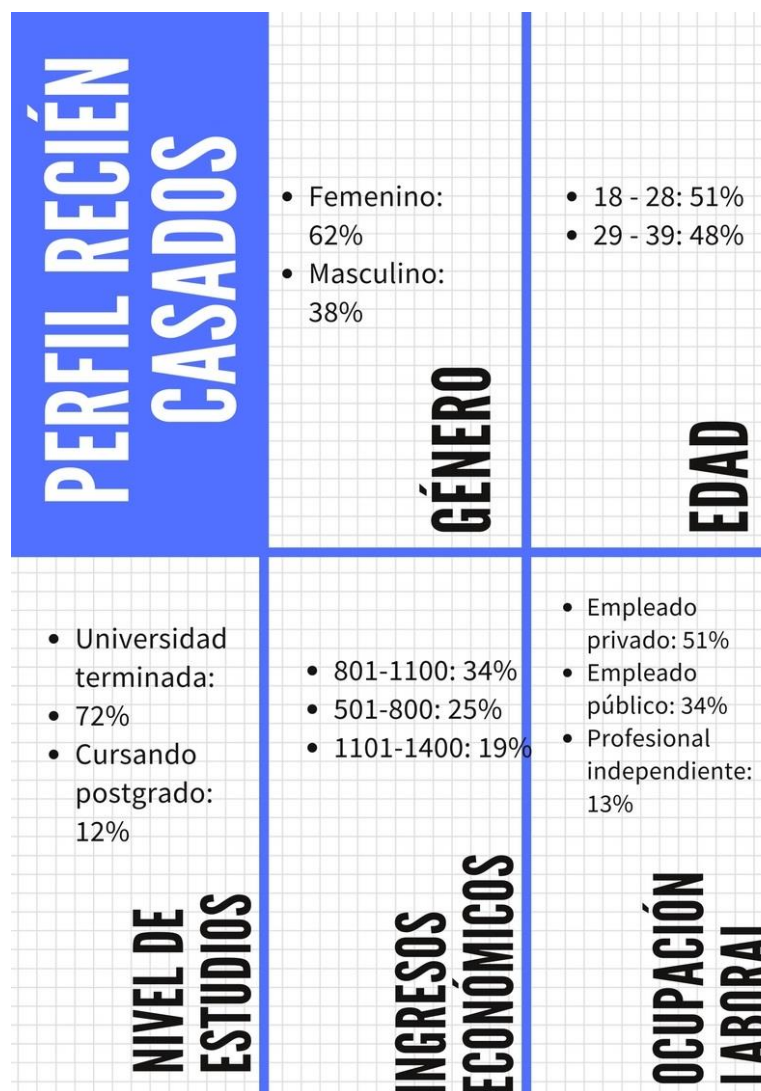 PERFIL RECIÉN
CASADOS
• Femenino:
62%
• Masculino:
38%
GÉNERO
• 18 - 28: 51%
• 29 - 39: 48%
EDAD
• Universidad
terminada:
• 72%
• Cursando
postgrado:
12%
NIVEL DE
ESTUDIOS
• 801-1100: 34%
• 501-800: 25%
• 1101-1400: 19%
INGRESOS
ECONÓMICOS
• Empleado
privado: 51%
• Empleado
público: 34%
• Profesional
independiente:
13%
OCUPACIÓN
LABORAL